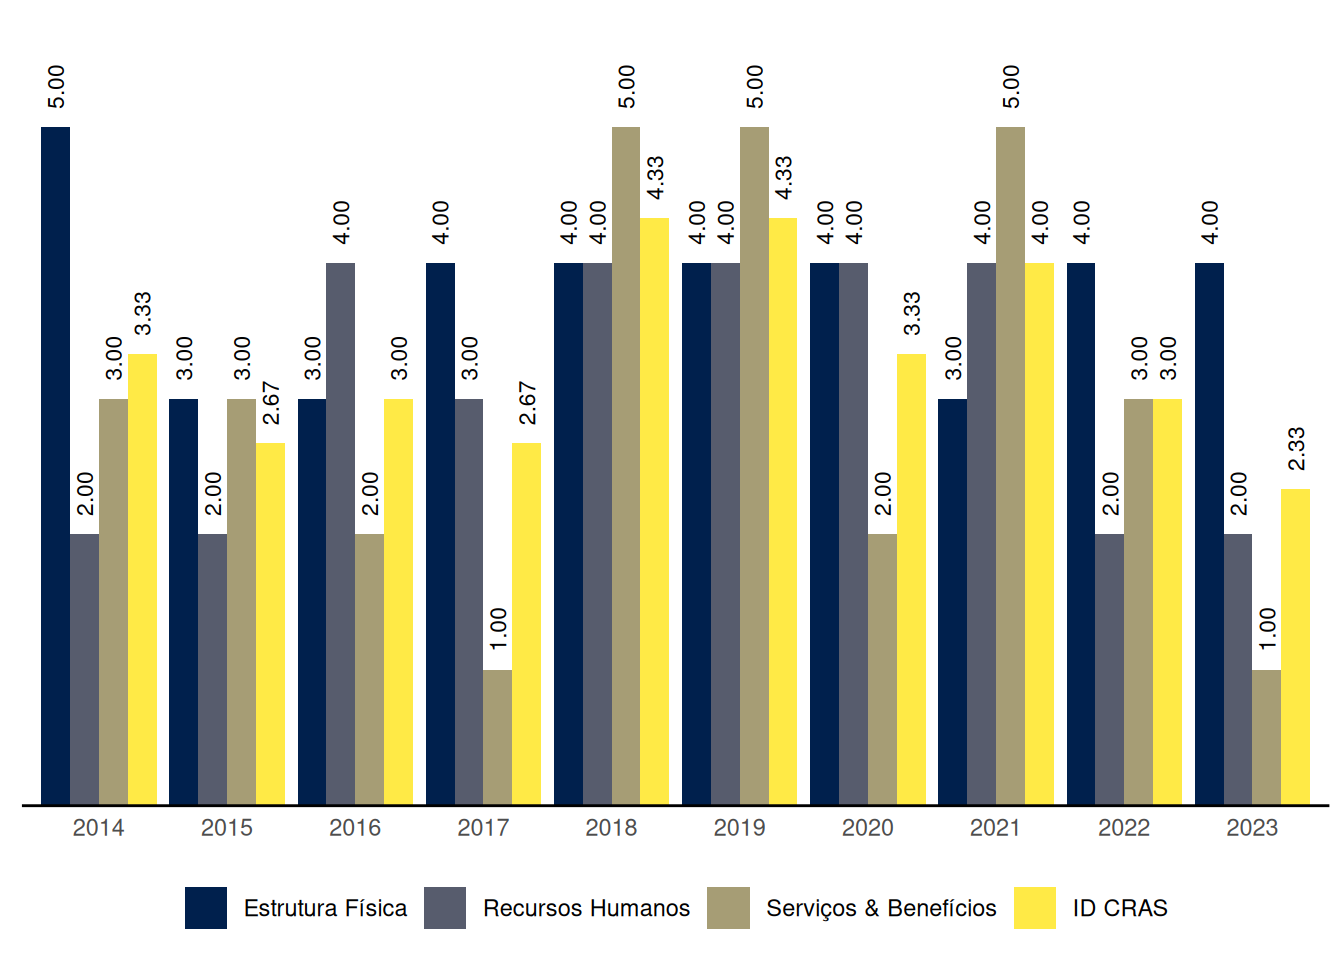 5.00 2.00 3.00 3.33
3.00 2.00 3.00 2.67
3.00 4.00 2.00 3.00
4.00 3.00 1.00 2.67
4.00 4.00 5.00 4.33
4.00 4.00 5.00 4.33
4.00 4.00 2.00 3.33
3.00 4.00 5.00 4.00
4.00 2.00 3.00 3.00
4.00 2.00 1.00 2.33
2014 2015 2016 2017 2018 2019 2020 2021 2022 2023
Estrutura Física Recursos Humanos Serviços & Benefícios ID CRAS